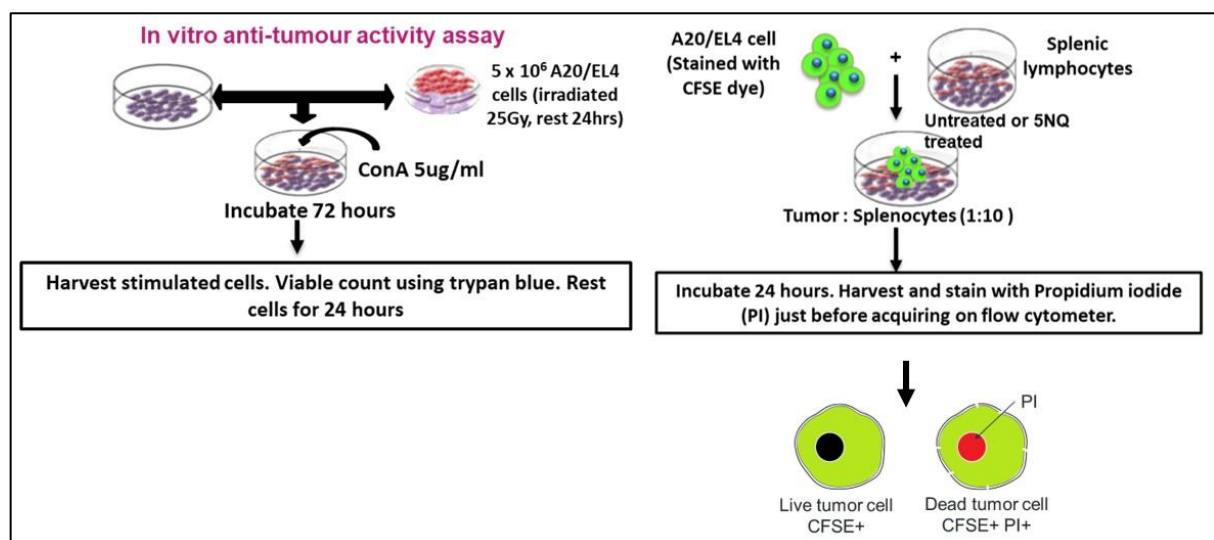 In vitro anti-tumour activity assay
5 x 10⁶ A20/EL4
cells (irradiated
25Gy, rest 24hrs)
ConA 5ug/ml
Incubate 72 hours
Harvest stimulated cells. Viable count using trypan blue. Rest
cells for 24 hours
A20/EL4 cell
(Stained with
CFSE dye)
+
Splenic
lymphocytes
Untreated or 5NQ
treated
Tumor : Splenocytes (1:10 )
Incubate 24 hours. Harvest and stain with Propidium iodide
(PI) just before acquiring on flow cytometer.
PI
Live tumor cell
CFSE+
Dead tumor cell
CFSE+ PI+